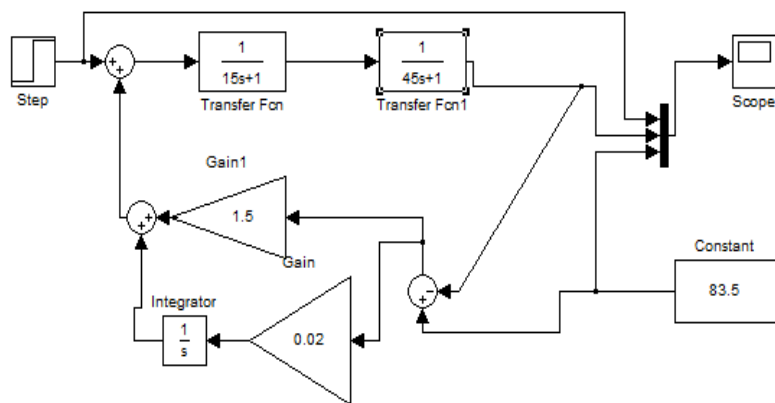 +
+
1
15s+1
1
45s+1
Step
Transfer Fcn
Transfer Fcn1
Scope
Gain1
+
+
1.5
Gain
Constant
83.5
−
+
Integrator
1
s
0.02